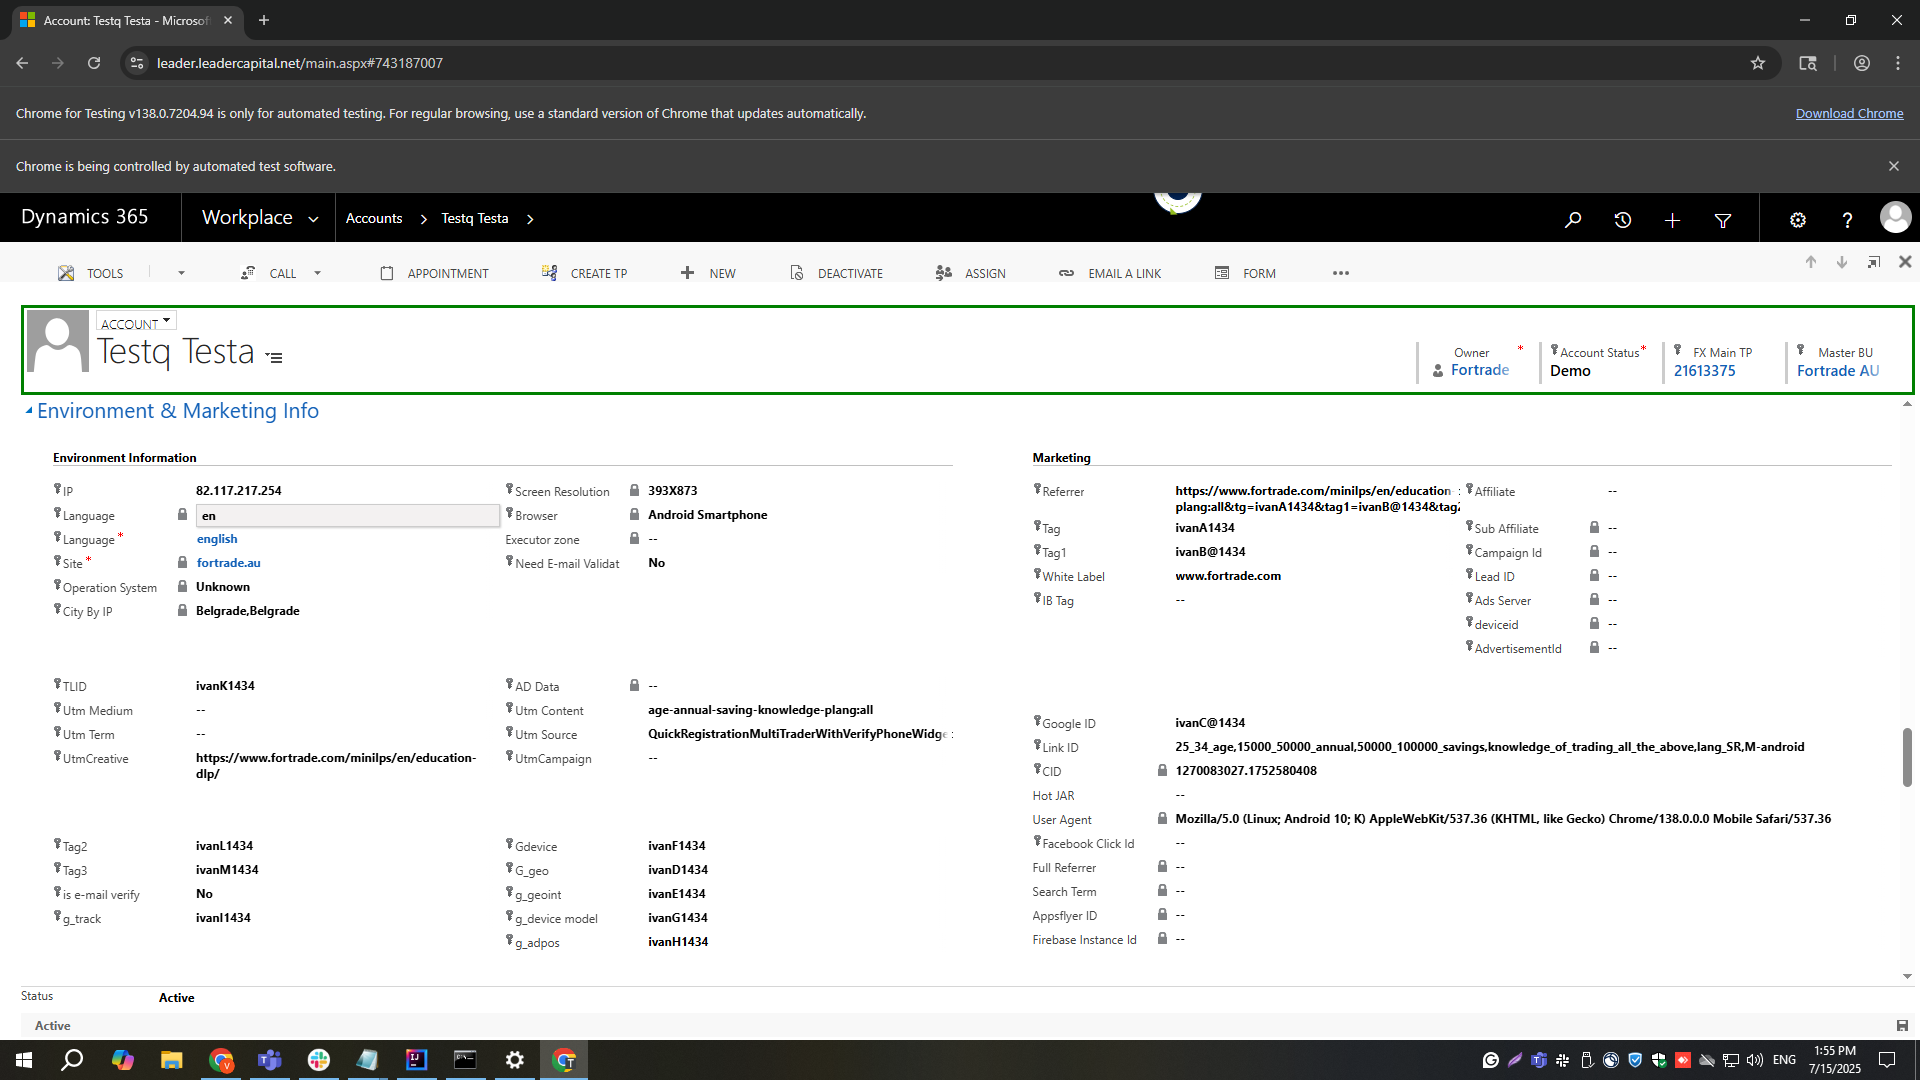 Account: Testq Testa - Microsof
leader.leadercapital.net/main.aspx#743187007
Chrome for Testing v138.0.7204.94 is only for automated testing. For regular browsing, use a standard version of Chrome that updates automatically.
Download Chrome
Chrome is being controlled by automated test software.
Dynamics 365
Workplace
Accounts
Testq Testa
TOOLS
CALL
APPOINTMENT
CREATE TP
NEW
DEACTIVATE
ASSIGN
EMAIL A LINK
FORM
ACCOUNT
Testq Testa
Owner *
Fortrade
Account Status *
Demo
FX Main TP
21613375
Master BU
Fortrade AU
Environment & Marketing Info
Environment Information
IP 82.117.217.254
Language en
Language * english
Site * fortrade.au
Operation System Unknown
City By IP Belgrade,Belgrade
Screen Resolution 393X873
Browser Android Smartphone
Executor zone --
Need E-mail Validat No
TLID ivanK1434
Utm Medium --
Utm Term --
UtmCreative https://www.fortrade.com/minilps/en/education-
dlp/
AD Data --
Utm Content age-annual-saving-knowledge-plang:all
Utm Source QuickRegistrationMultiTraderWithVerifyPhoneWidge
UtmCampaign --
Tag2 ivanL1434
Tag3 ivanM1434
is e-mail verify No
g_track ivanI1434
Gdevice ivanF1434
G_geo ivanD1434
g_geoint ivanE1434
g_device model ivanG1434
g_adpos ivanH1434
Marketing
Referrer https://www.fortrade.com/minilps/en/education-
plang:all&tg=ivanA1434&tag1=ivanB@1434&tag2
Tag ivanA1434
Tag1 ivanB@1434
White Label www.fortrade.com
IB Tag --
Affiliate --
Sub Affiliate --
Campaign Id --
Lead ID --
Ads Server --
deviceid --
AdvertisementId --
Google ID ivanC@1434
Link ID 25_34_age,15000_50000_annual,50000_100000_savings,knowledge_of_trading_all_the_above,lang_SR,M-android
CID 1270083027.1752580408
Hot JAR --
User Agent Mozilla/5.0 (Linux; Android 10; K) AppleWebKit/537.36 (KHTML, like Gecko) Chrome/138.0.0.0 Mobile Safari/537.36
Facebook Click Id --
Full Referrer --
Search Term --
Appsflyer ID --
Firebase Instance Id --
Status Active
Active
ENG
1:55 PM
7/15/2025